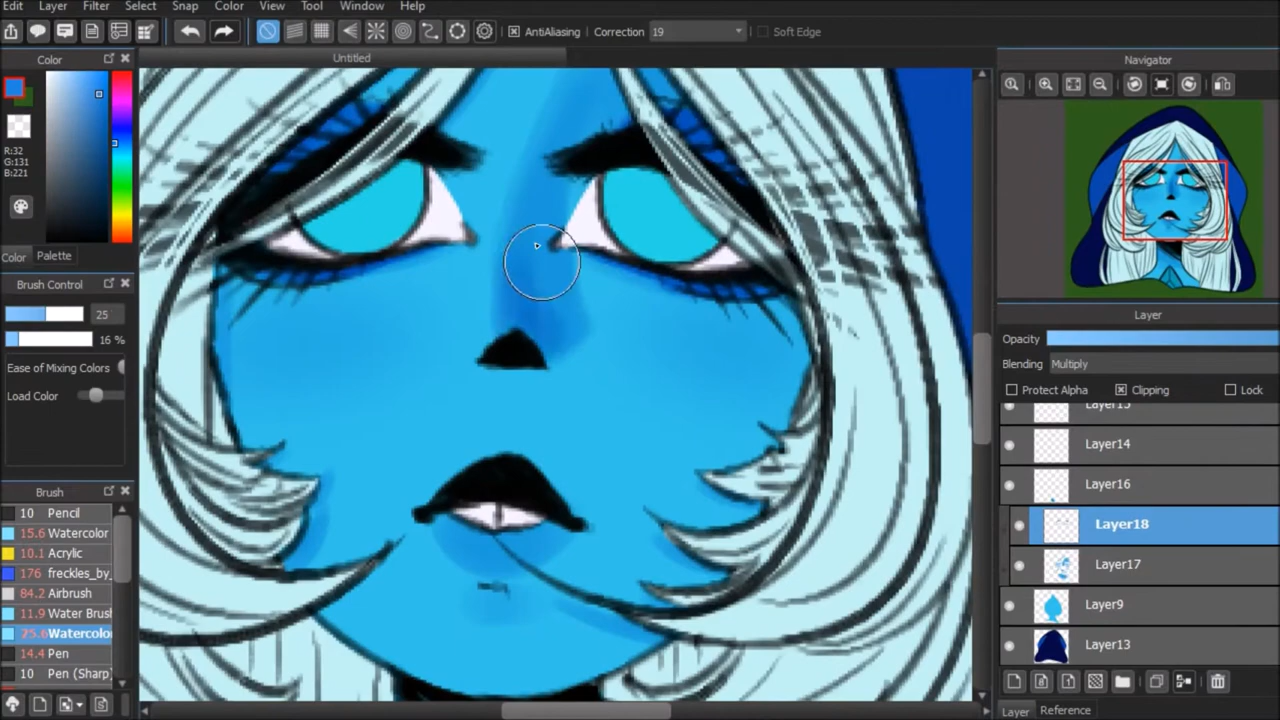 Edit Layer Filter Select Snap Color View Tool Window Help
AntiAliasing Correction 19 Soft Edge
Color
Untitled
Navigator
R:32
G:131
B:221
Color Palette
Brush Control
25
16 %
Ease of Mixing Colors
Load Color
Brush
10 Pencil
15.6 Watercolor
10.1 Acrylic
176 freckles_by_
84.2 Airbrush
11.9 Water Brush
25.6 Watercolor
14.4 Pen
10 Pen (Sharp)
Layer
Opacity
Blending Multiply
Protect Alpha Clipping Lock
Layer15
Layer14
Layer16
Layer18
Layer17
Layer9
Layer13
Layer Reference